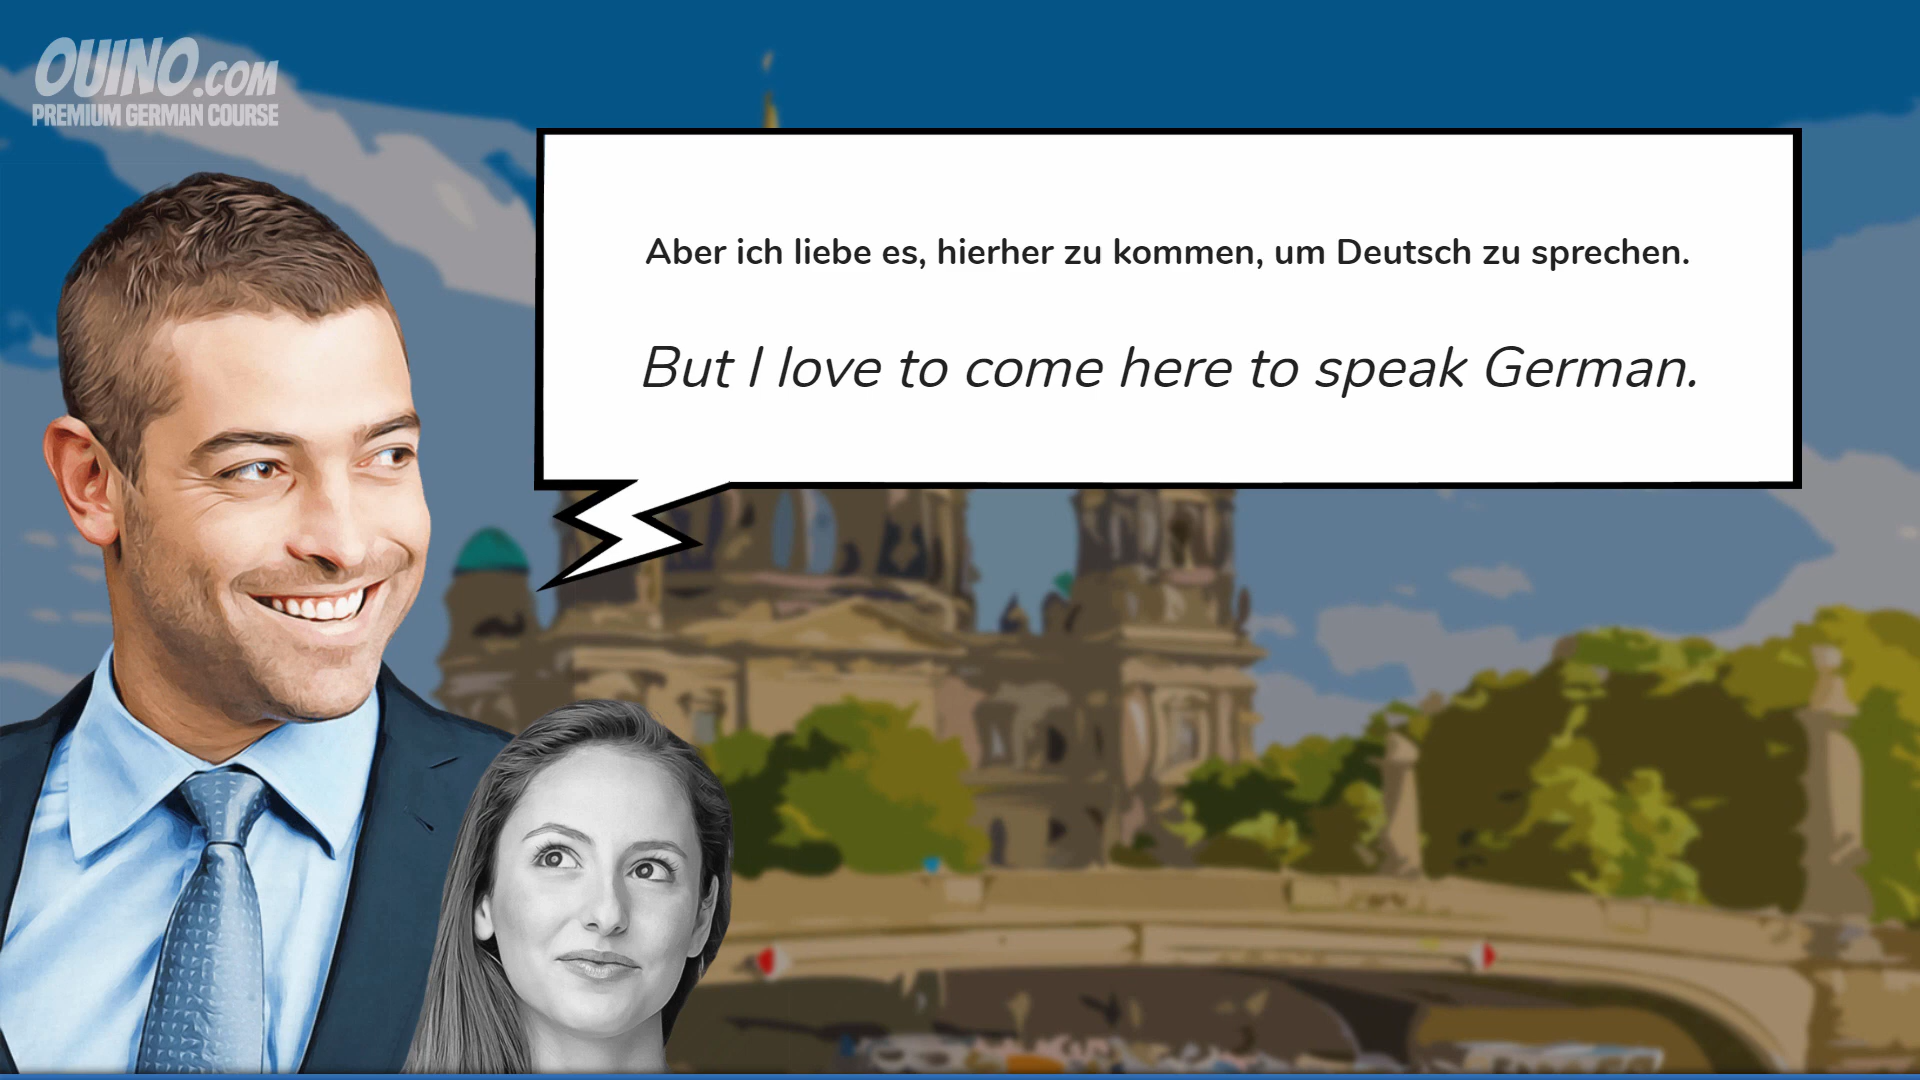 OUINO.COM
PREMIUM GERMAN COURSE
Aber ich liebe es, hierher zu kommen, um Deutsch zu sprechen.
But I love to come here to speak German.